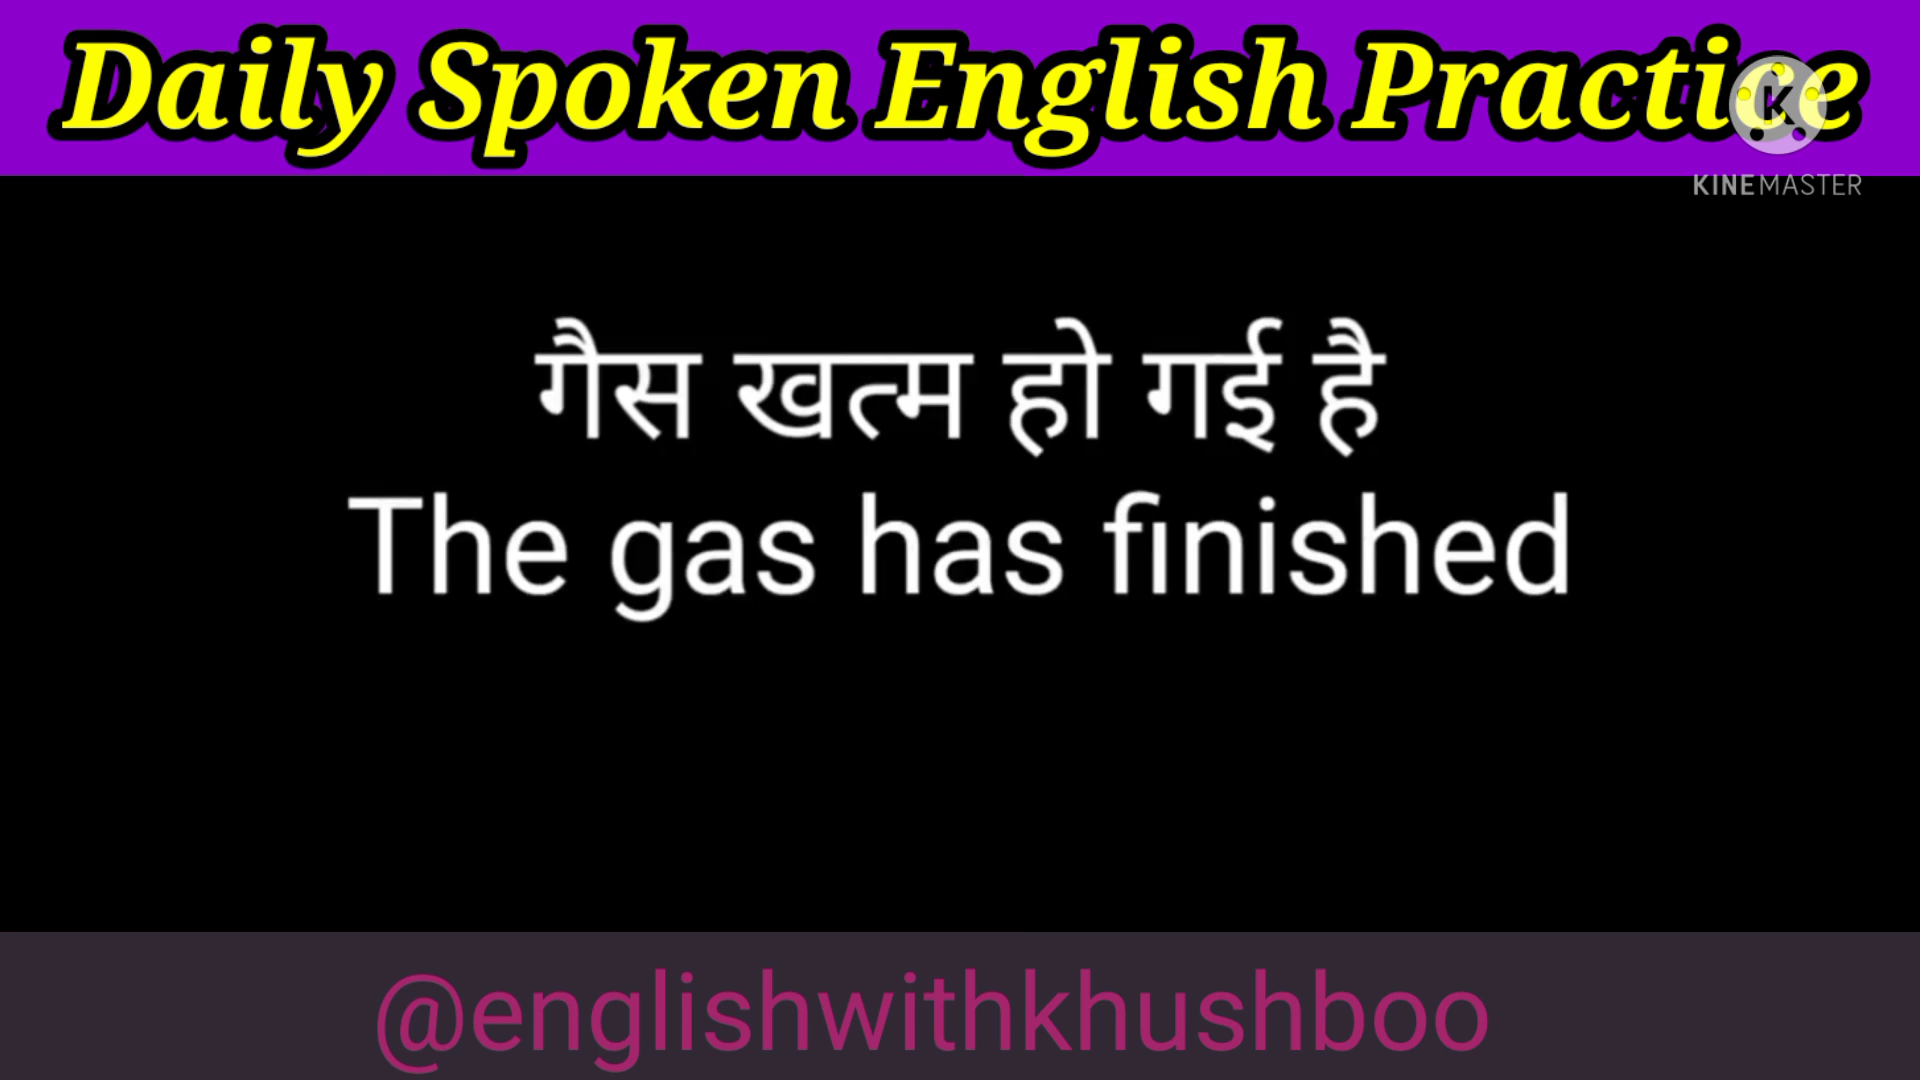 Daily Spoken English Practice
KINEMASTER
गैस खत्म हो गई है
The gas has finished
@englishwithkhushboo